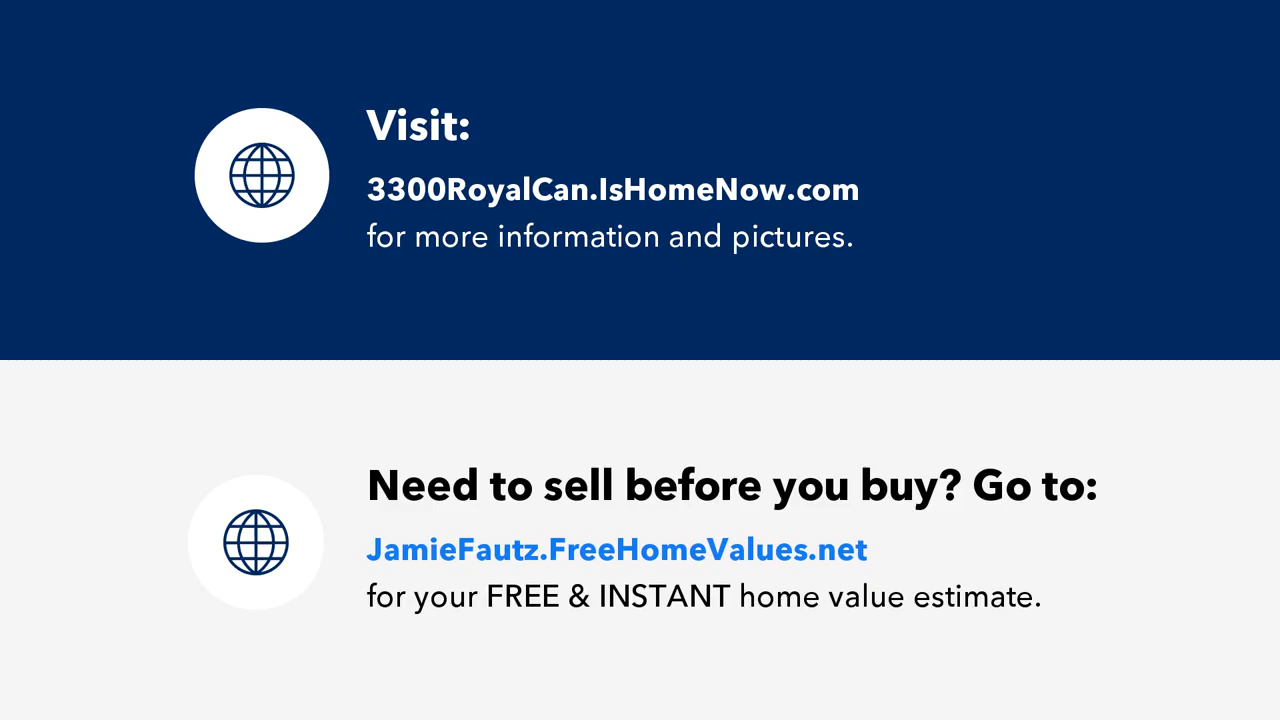 Visit:
3300RoyalCan.IsHomeNow.com
for more information and pictures.
Need to sell before you buy? Go to:
JamieFautz.FreeHomeValues.net
for your FREE & INSTANT home value estimate.